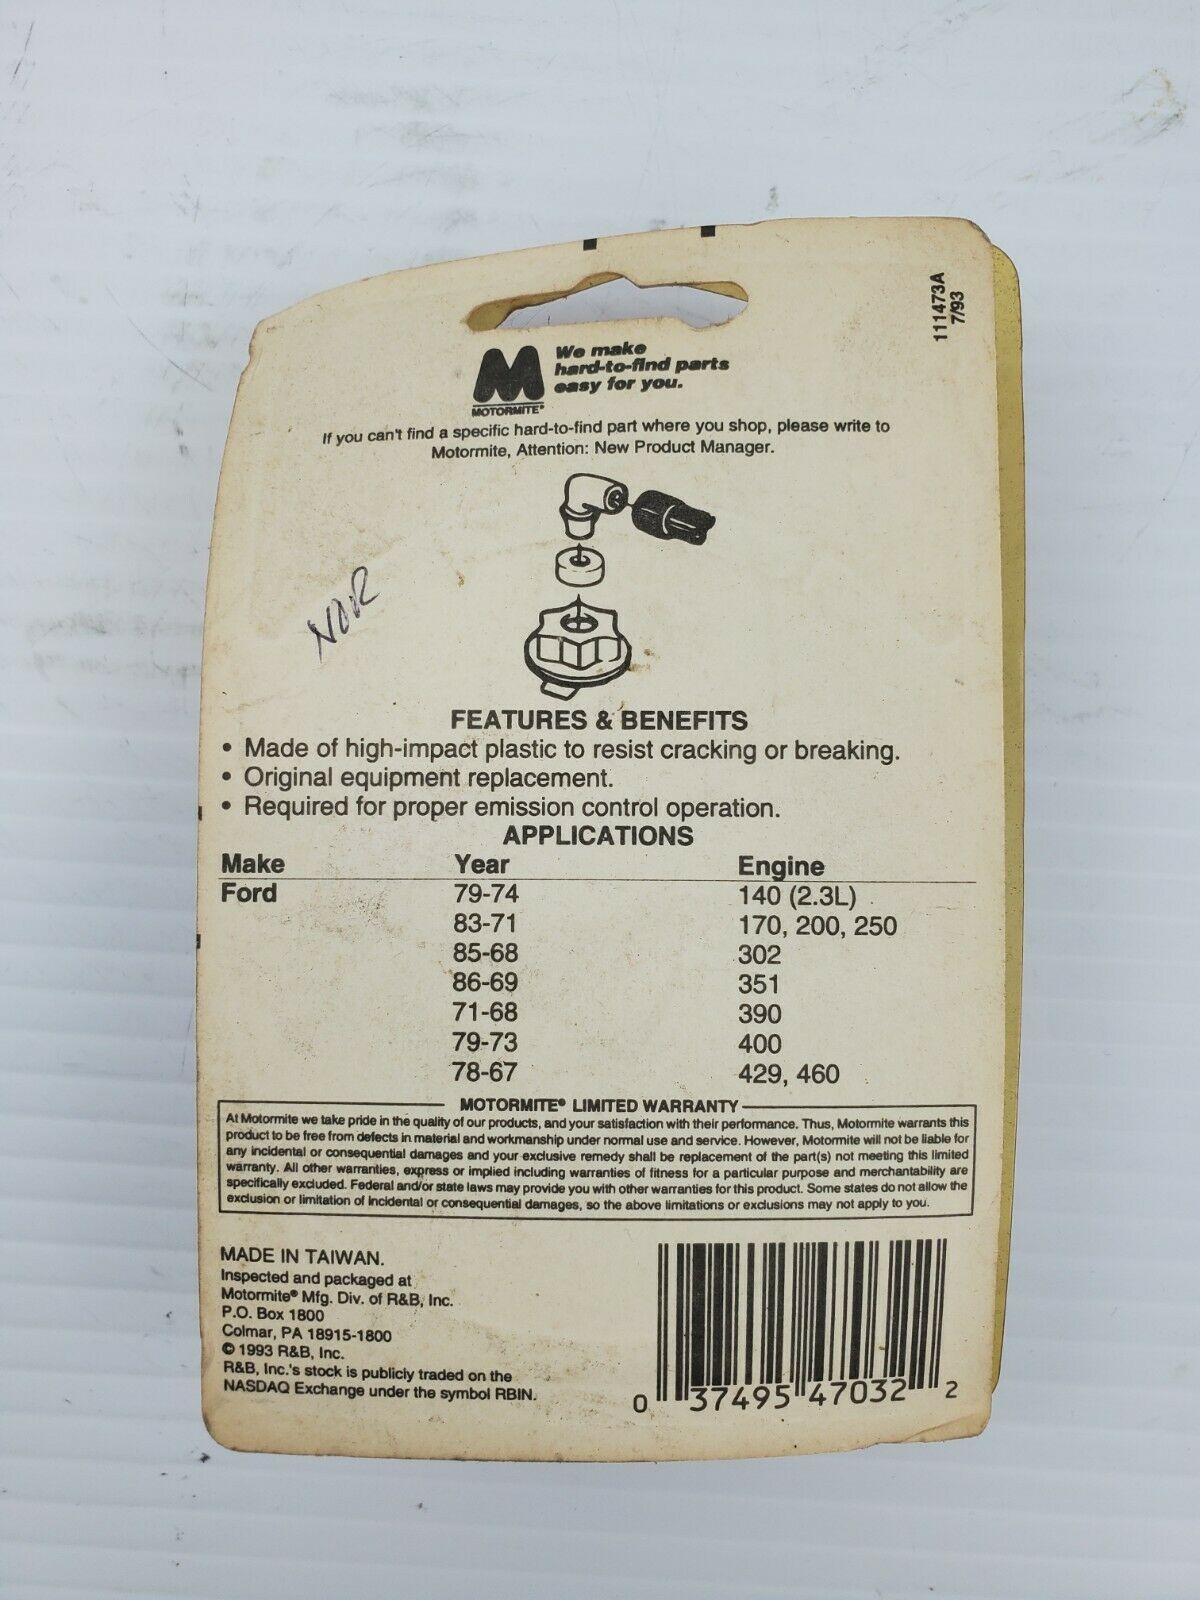 111473A
7/93
We make
hard-to-find parts
easy for you.
MOTORMITE®
If you can't find a specific hard-to-find part where you shop, please write to
Motormite, Attention: New Product Manager.
NOR
FEATURES & BENEFITS
• Made of high-impact plastic to resist cracking or breaking.
• Original equipment replacement.
• Required for proper emission control operation.
APPLICATIONS
Make Year Engine
Ford 79-74 140 (2.3L)
83-71 170, 200, 250
85-68 302
86-69 351
71-68 390
79-73 400
78-67 429, 460
MOTORMITE® LIMITED WARRANTY
At Motormite we take pride in the quality of our products, and your satisfaction with their performance. Thus, Motormite warrants this
product to be free from defects in material and workmanship under normal use and service. However, Motormite will not be liable for
any incidental or consequential damages and your exclusive remedy shall be replacement of the part(s) not meeting this limited
warranty. All other warranties, express or implied including warranties of fitness for a particular purpose and merchantability are
specifically excluded. Federal and/or state laws may provide you with other warranties for this product. Some states do not allow the
exclusion or limitation of incidental or consequential damages, so the above limitations or exclusions may not apply to you.
MADE IN TAIWAN.
Inspected and packaged at
Motormite® Mfg. Div. of R&B, Inc.
P.O. Box 1800
Colmar, PA 18915-1800
© 1993 R&B, Inc.
R&B, Inc.'s stock is publicly traded on the
NASDAQ Exchange under the symbol RBIN.
0 37495 47032 2